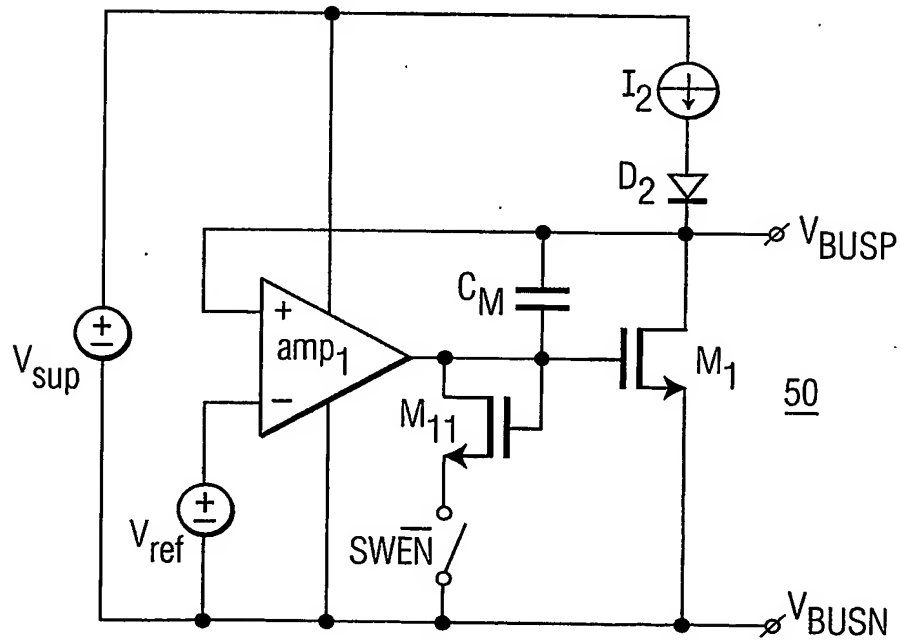 I2
D2
VBUSP
CM
+
amp1
−
+
−
Vsup
M1
50
M11
+
−
Vref
SWEN̅
VBUSN